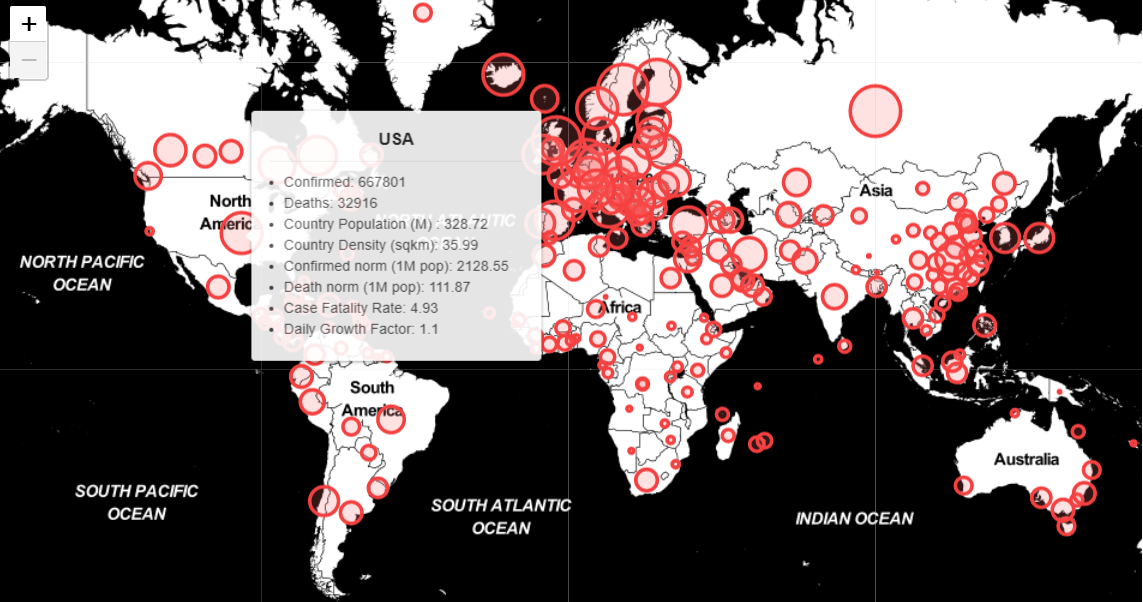 +
−
USA
Confirmed: 667801
Deaths: 32916
Country Population (M) : 328.72
Country Density (sqkm): 35.99
Confirmed norm (1M pop): 2128.55
Death norm (1M pop): 111.87
Case Fatality Rate: 4.93
Daily Growth Factor: 1.1
North
America
NORTH ATLANTIC
Asia
NORTH PACIFIC
OCEAN
Africa
South
America
Australia
SOUTH PACIFIC
OCEAN
SOUTH ATLANTIC
OCEAN
INDIAN OCEAN